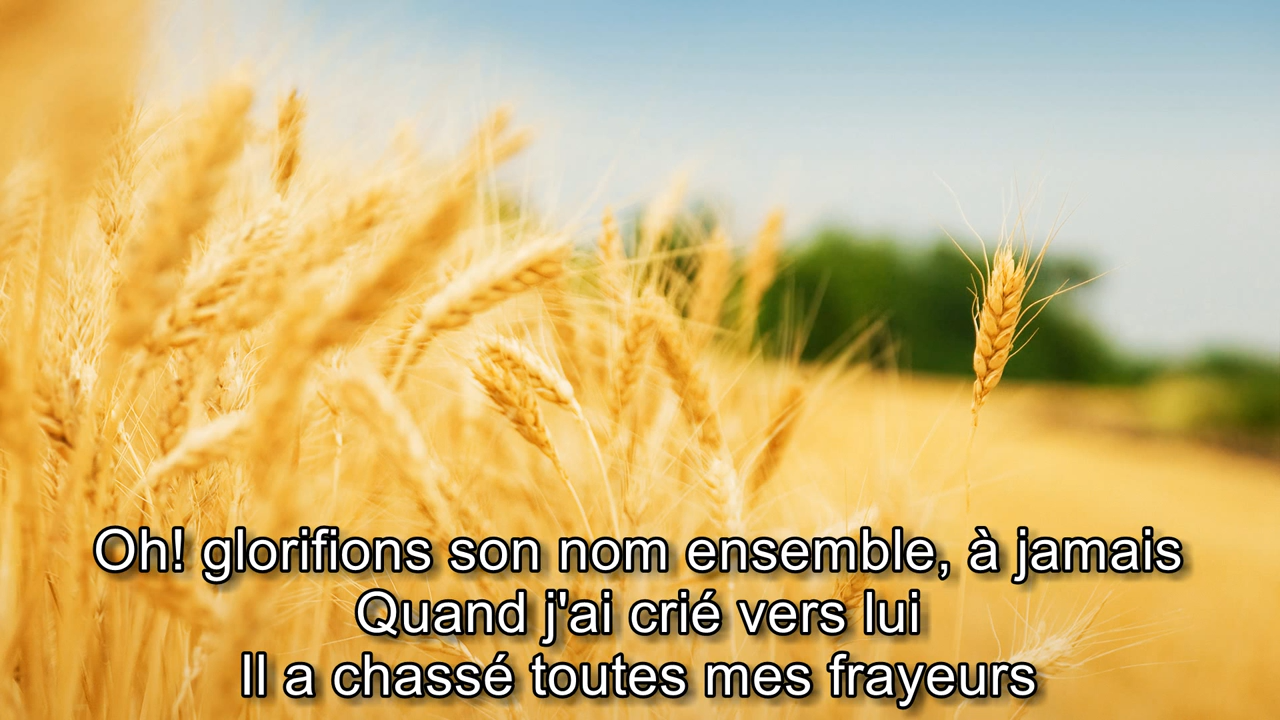 Oh! glorifions son nom ensemble, à jamais
Quand j'ai crié vers lui
Il a chassé toutes mes frayeurs